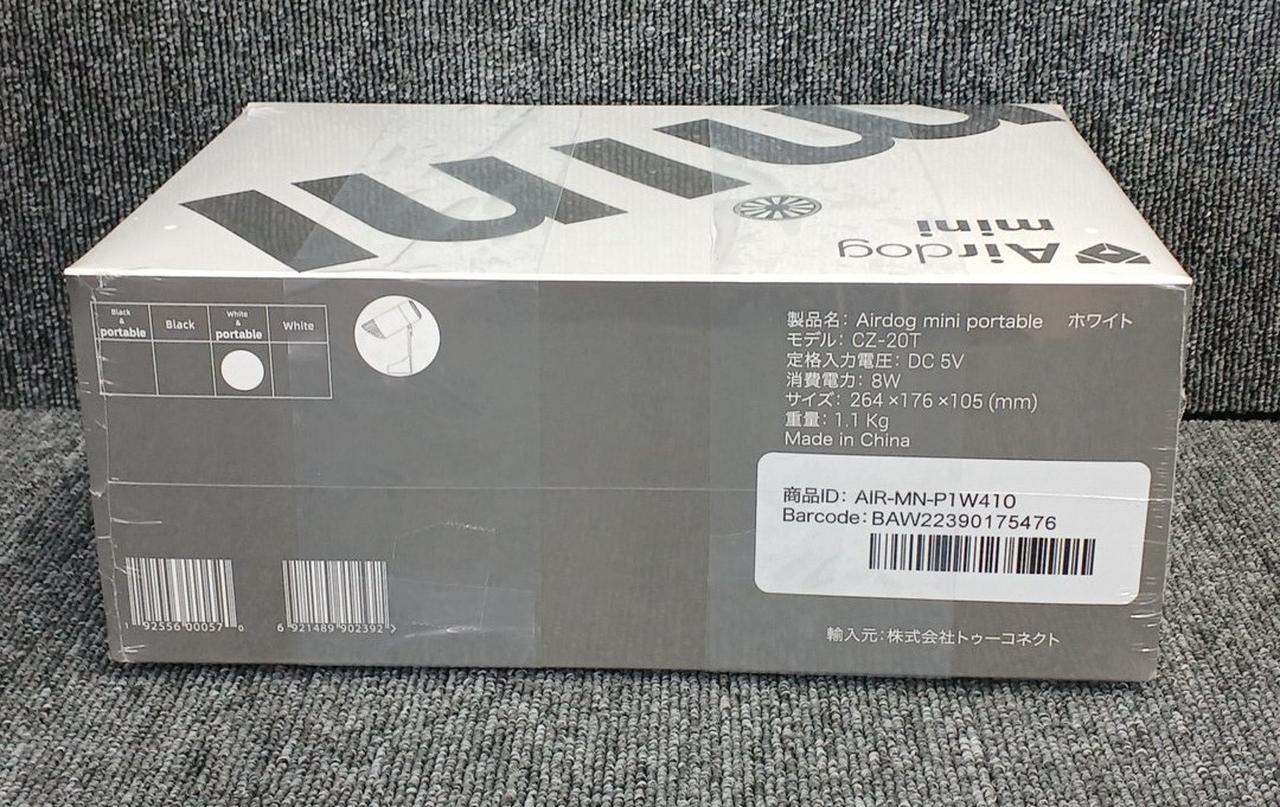 mini
Airdog
mini
Black
&
portable
Black
White
&
portable
White
製品名: Airdog mini portable ホワイト
モデル: CZ-20T
定格入力電圧: DC 5V
消費電力: 8W
サイズ: 264×176×105 (mm)
重量: 1.1 Kg
Made in China
商品ID: AIR-MN-P1W410
Barcode: BAW22390175476
1 92556 00057 0
6 921489 902392 >
輸入元:株式会社トゥーコネクト